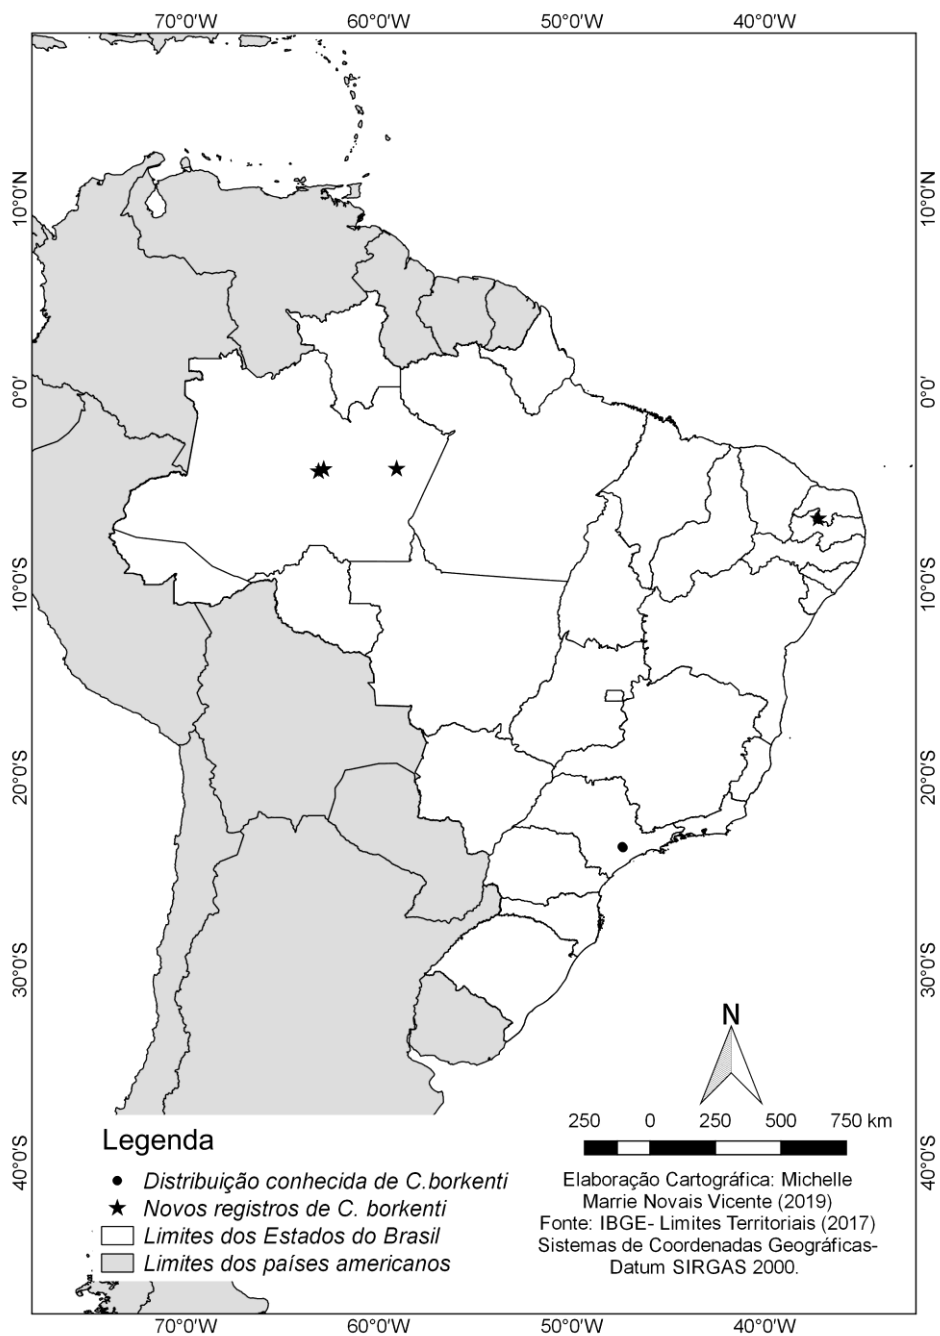 70°0'W 60°0'W 50°0'W 40°0'W
10°0'N 10°0'N
0°0' 0°0'
10°0'S 10°0'S
20°0'S 20°0'S
30°0'S 30°0'S
40°0'S 40°0'S
N
250 0 250 500 750 km
Legenda
Distribuição conhecida de C.borkenti
Novos registros de C. borkenti
Limites dos Estados do Brasil
Limites dos países americanos
Elaboração Cartográfica: Michelle
Marrie Novais Vicente (2019)
Fonte: IBGE- Limites Territoriais (2017)
Sistemas de Coordenadas Geográficas-
Datum SIRGAS 2000.
70°0'W 60°0'W 50°0'W 40°0'W